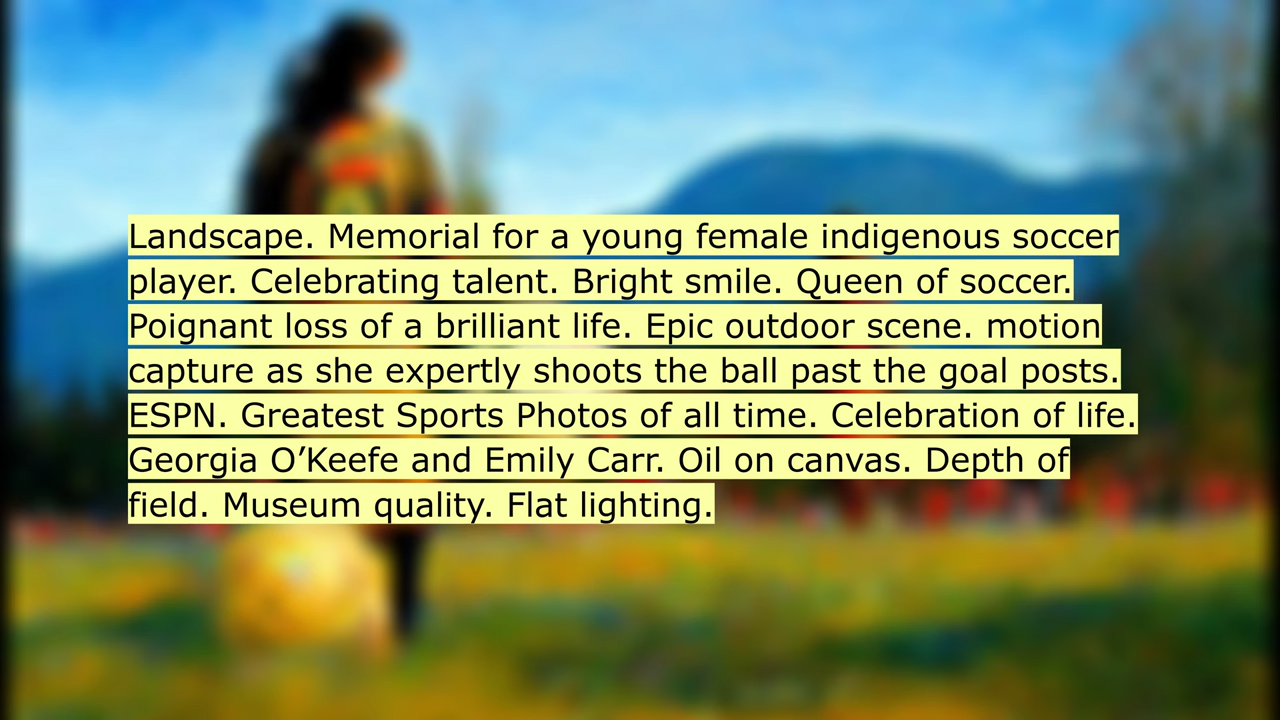 Landscape. Memorial for a young female indigenous soccer
player. Celebrating talent. Bright smile. Queen of soccer.
Poignant loss of a brilliant life. Epic outdoor scene. motion
capture as she expertly shoots the ball past the goal posts.
ESPN. Greatest Sports Photos of all time. Celebration of life.
Georgia O’Keefe and Emily Carr. Oil on canvas. Depth of
field. Museum quality. Flat lighting.